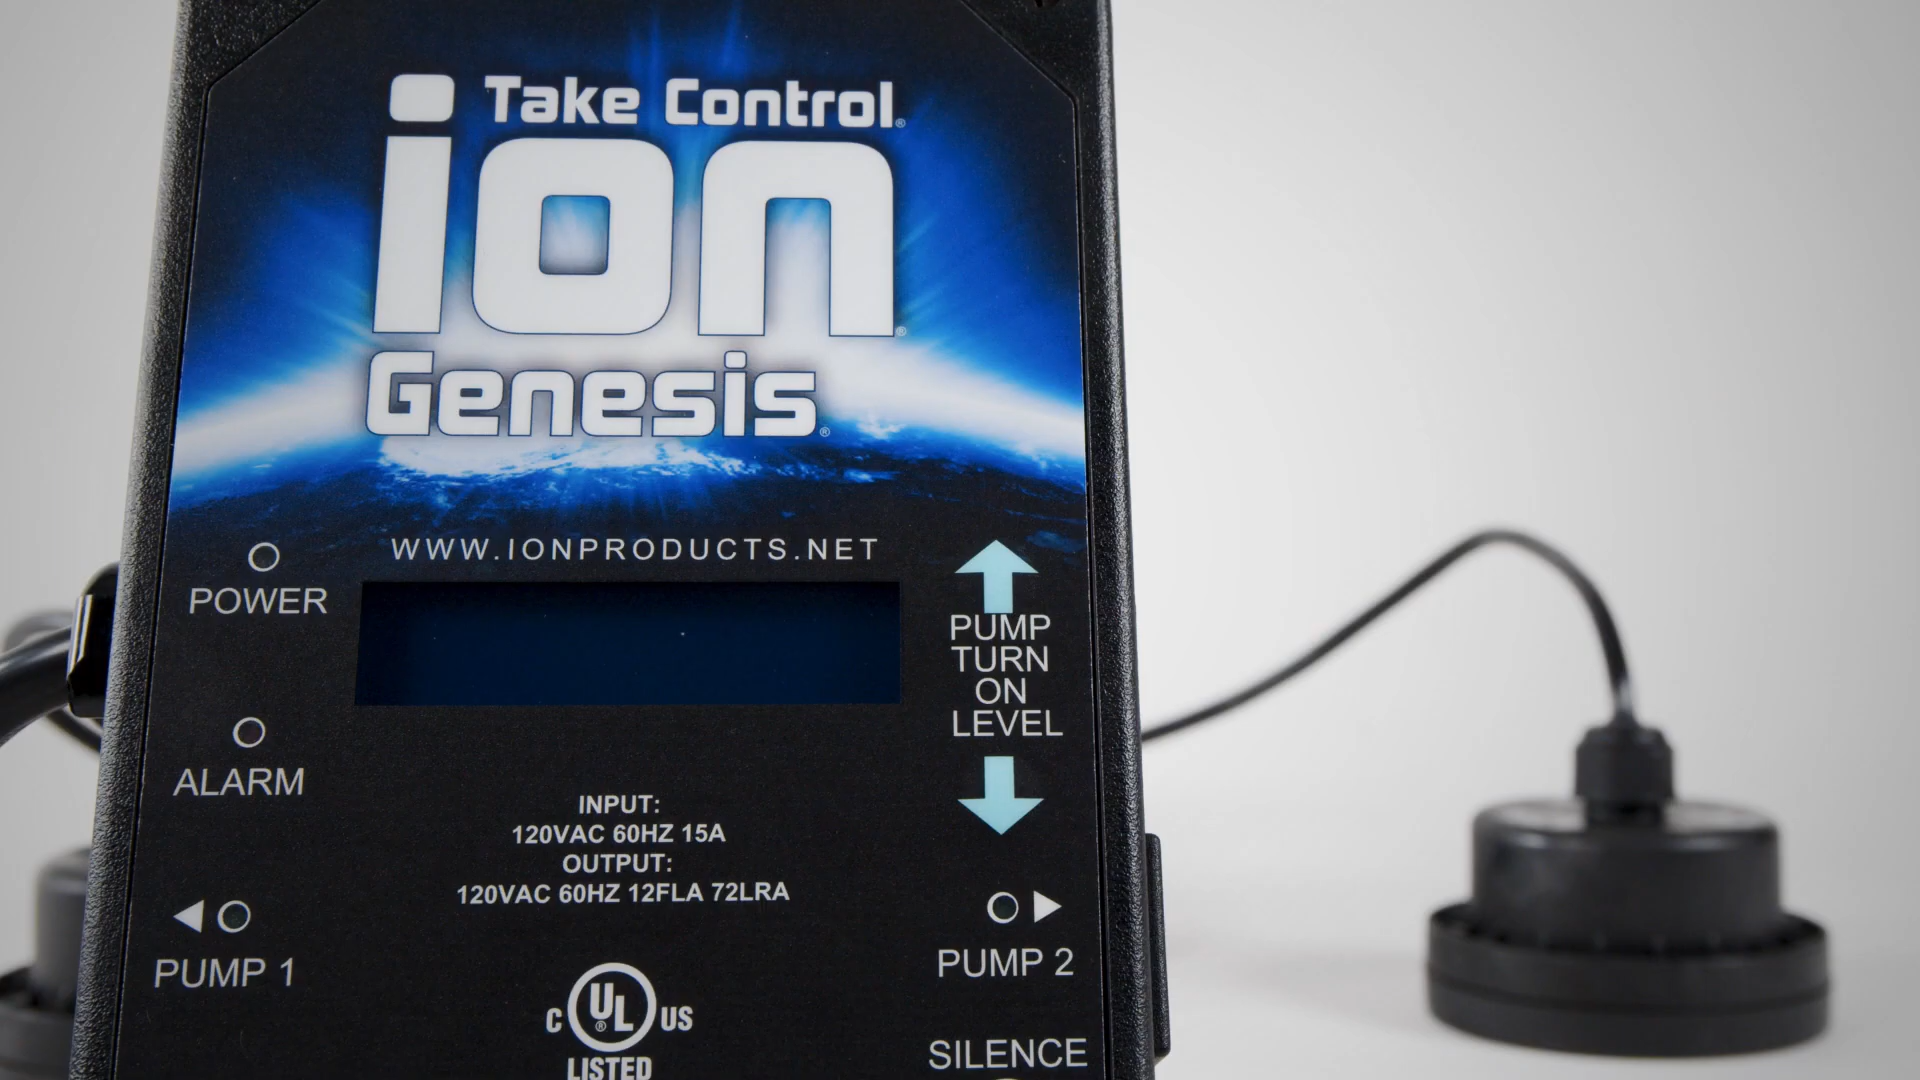 Take Control®
ion®
Genesis®
WWW.IONPRODUCTS.NET
POWER
PUMP
TURN
ON
LEVEL
ALARM
INPUT:
120VAC 60HZ 15A
OUTPUT:
120VAC 60HZ 12FLA 72LRA
PUMP 1
PUMP 2
C UL® US
LISTED
SILENCE